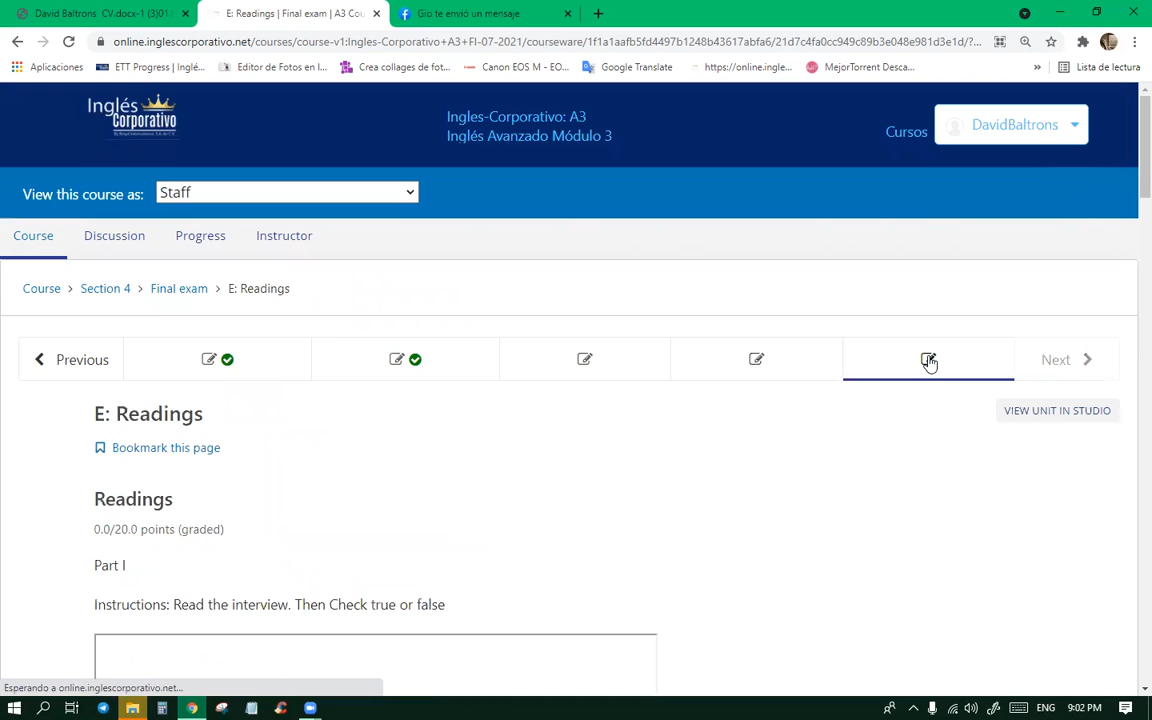 David Baltrons CV.docx-1 (3)01
E: Readings | Final exam | A3 Cou
Gio te envió un mensaje
online.inglescorporativo.net/courses/course-v1:Ingles-Corporativo+A3+FI-07-2021/courseware/1f1a1aafb5fd4497b1248b43617abfa6/21d7c4fa0cc949c89b3e048e981d3e1d/?...
Aplicaciones
ETT Progress | Inglé...
Editor de Fotos en l...
Crea collages de fot...
Canon EOS M - EO...
Google Translate
https://online.ingle...
MejorTorrent Desca...
»
Lista de lectura
Inglés
Corporativo
Ingles-Corporativo: A3
Inglés Avanzado Módulo 3
Cursos
DavidBaltrons
View this course as:
Staff
Course
Discussion
Progress
Instructor
Course > Section 4 > Final exam > E: Readings
Previous
Next
E: Readings
VIEW UNIT IN STUDIO
Bookmark this page
Readings
0.0/20.0 points (graded)
Part I
Instructions: Read the interview. Then Check true or false
Esperando a online.inglescorporativo.net...
ENG
9:02 PM